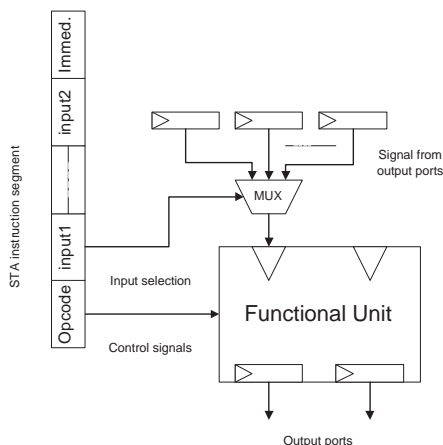 STA instruction segment
Immed.
input2
input1
Opcode
Signal from
output ports
MUX
Input selection
Functional Unit
Control signals
Output ports